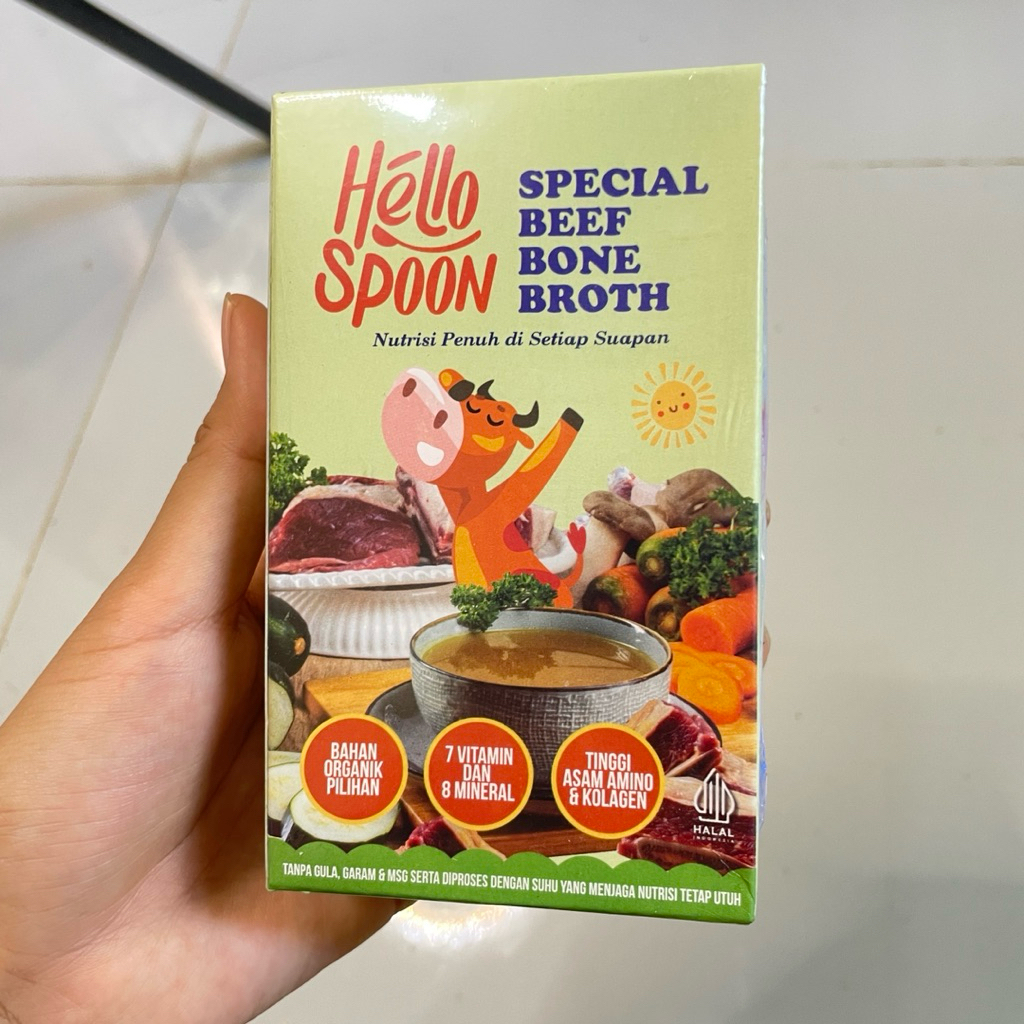 Hello
SPOON
SPECIAL
BEEF
BONE
BROTH
Nutrisi Penuh di Setiap Suapan
BAHAN
ORGANIK
PILIHAN
7 VITAMIN
DAN
8 MINERAL
TINGGI
ASAM AMINO
& KOLAGEN
HALAL
INDONESIA
TANPA GULA, GARAM & MSG SERTA DIPROSES DENGAN SUHU YANG MENJAGA NUTRISI TETAP UTUH